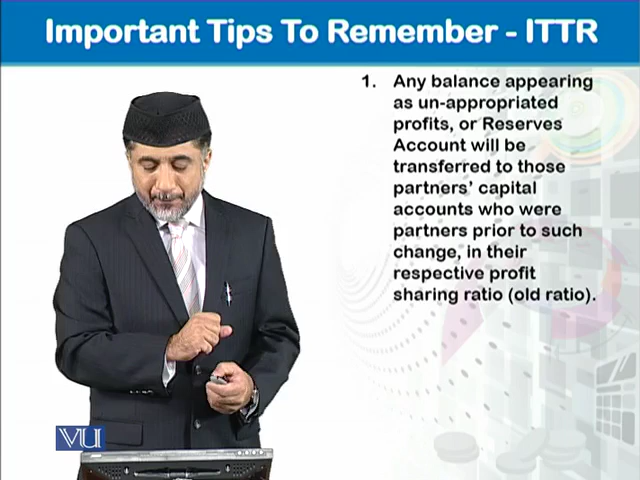 Important Tips To Remember - ITTR
1. Any balance appearing
as un-appropriated
profits, or Reserves
Account will be
transferred to those
partners' capital
accounts who were
partners prior to such
change, in their
respective profit
sharing ratio (old ratio).
VU